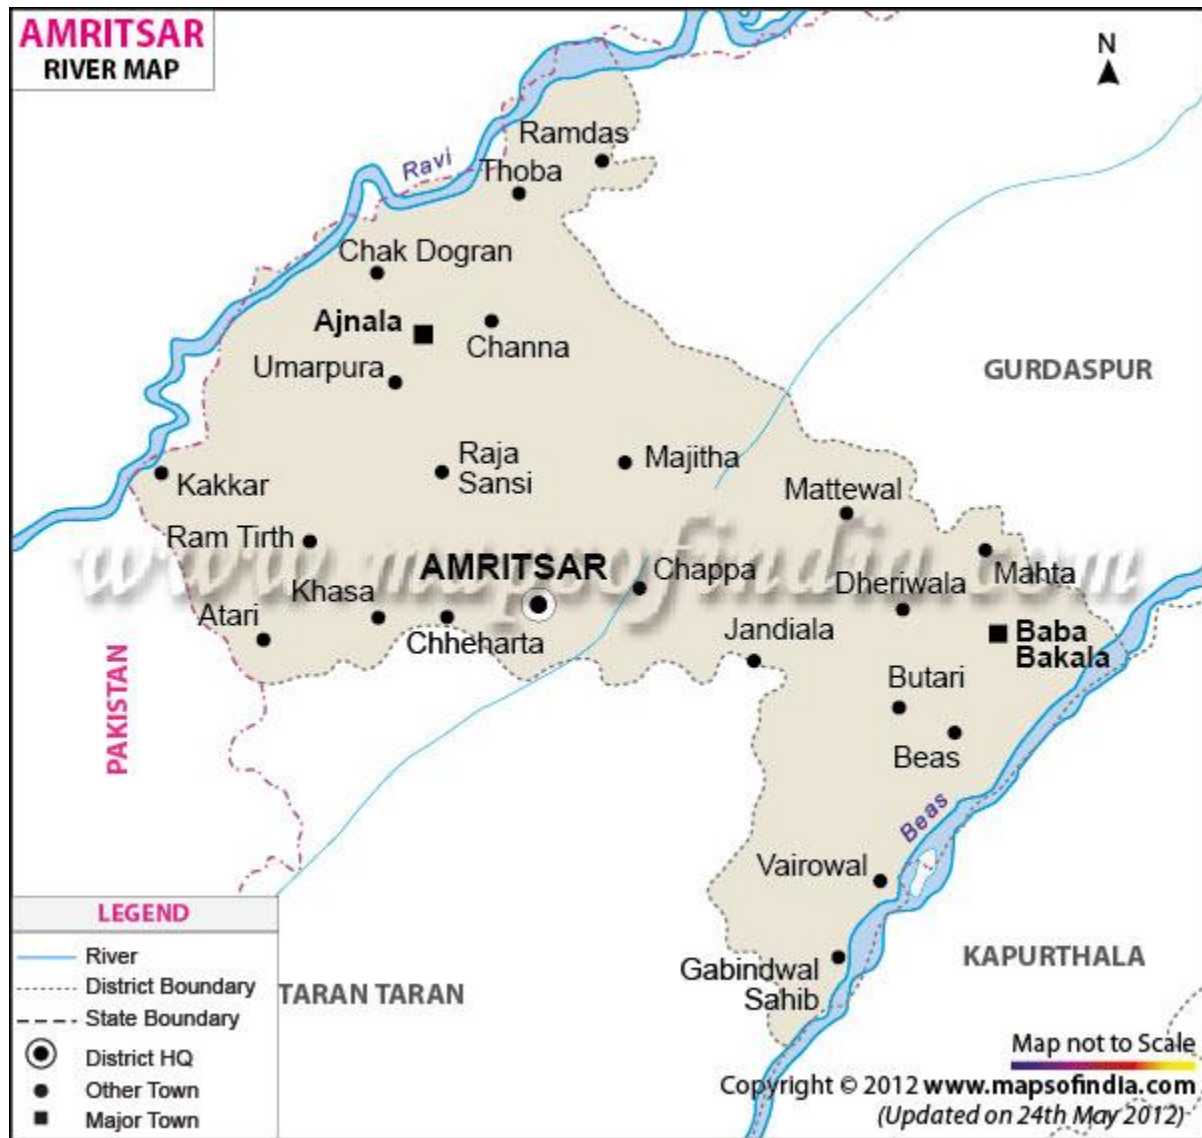 AMRITSAR
RIVER MAP
N
Ramdas
Ravi
Thoba
Chak Dogran
Ajnala
Channa
Umarpura
GURDASPUR
Raja
Sansi
Majitha
Kakkar
Mattewal
Ram Tirth
www.mapsofindia.com
AMRITSAR
Chappa
Mahta
Khasa
Dheriwala
Atari
Chheharta
Jandiala
Baba
Bakala
PAKISTAN
Butari
Beas
Beas
Vairowal
LEGEND
River
District Boundary
State Boundary
District HQ
Other Town
Major Town
TARAN TARAN
Gabindwal
Sahib
KAPURTHALA
Map not to Scale
Copyright © 2012 www.mapsofindia.com
(Updated on 24th May 2012)